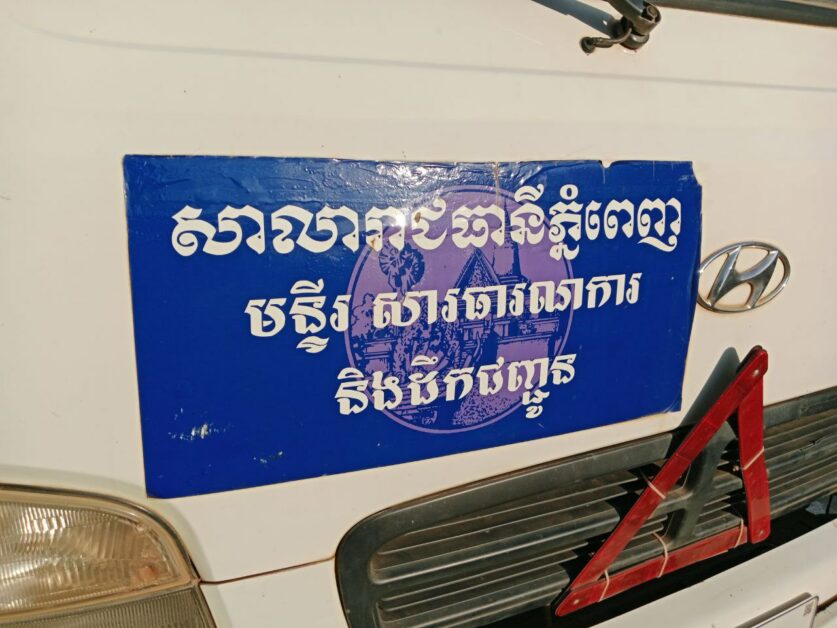 សាលារាជធានីភ្នំពេញ
មន្ទីរ សារធារណការ
និងដឹកជញ្ជូន